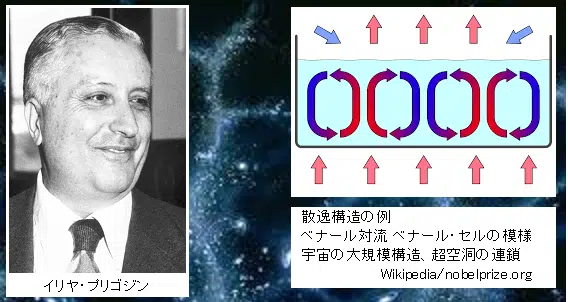 イリヤ・プリゴジン
散逸構造の例
ベナール対流 ベナール・セルの模様
宇宙の大規模構造、超空洞の連鎖
Wikipedia/nobelprize.org